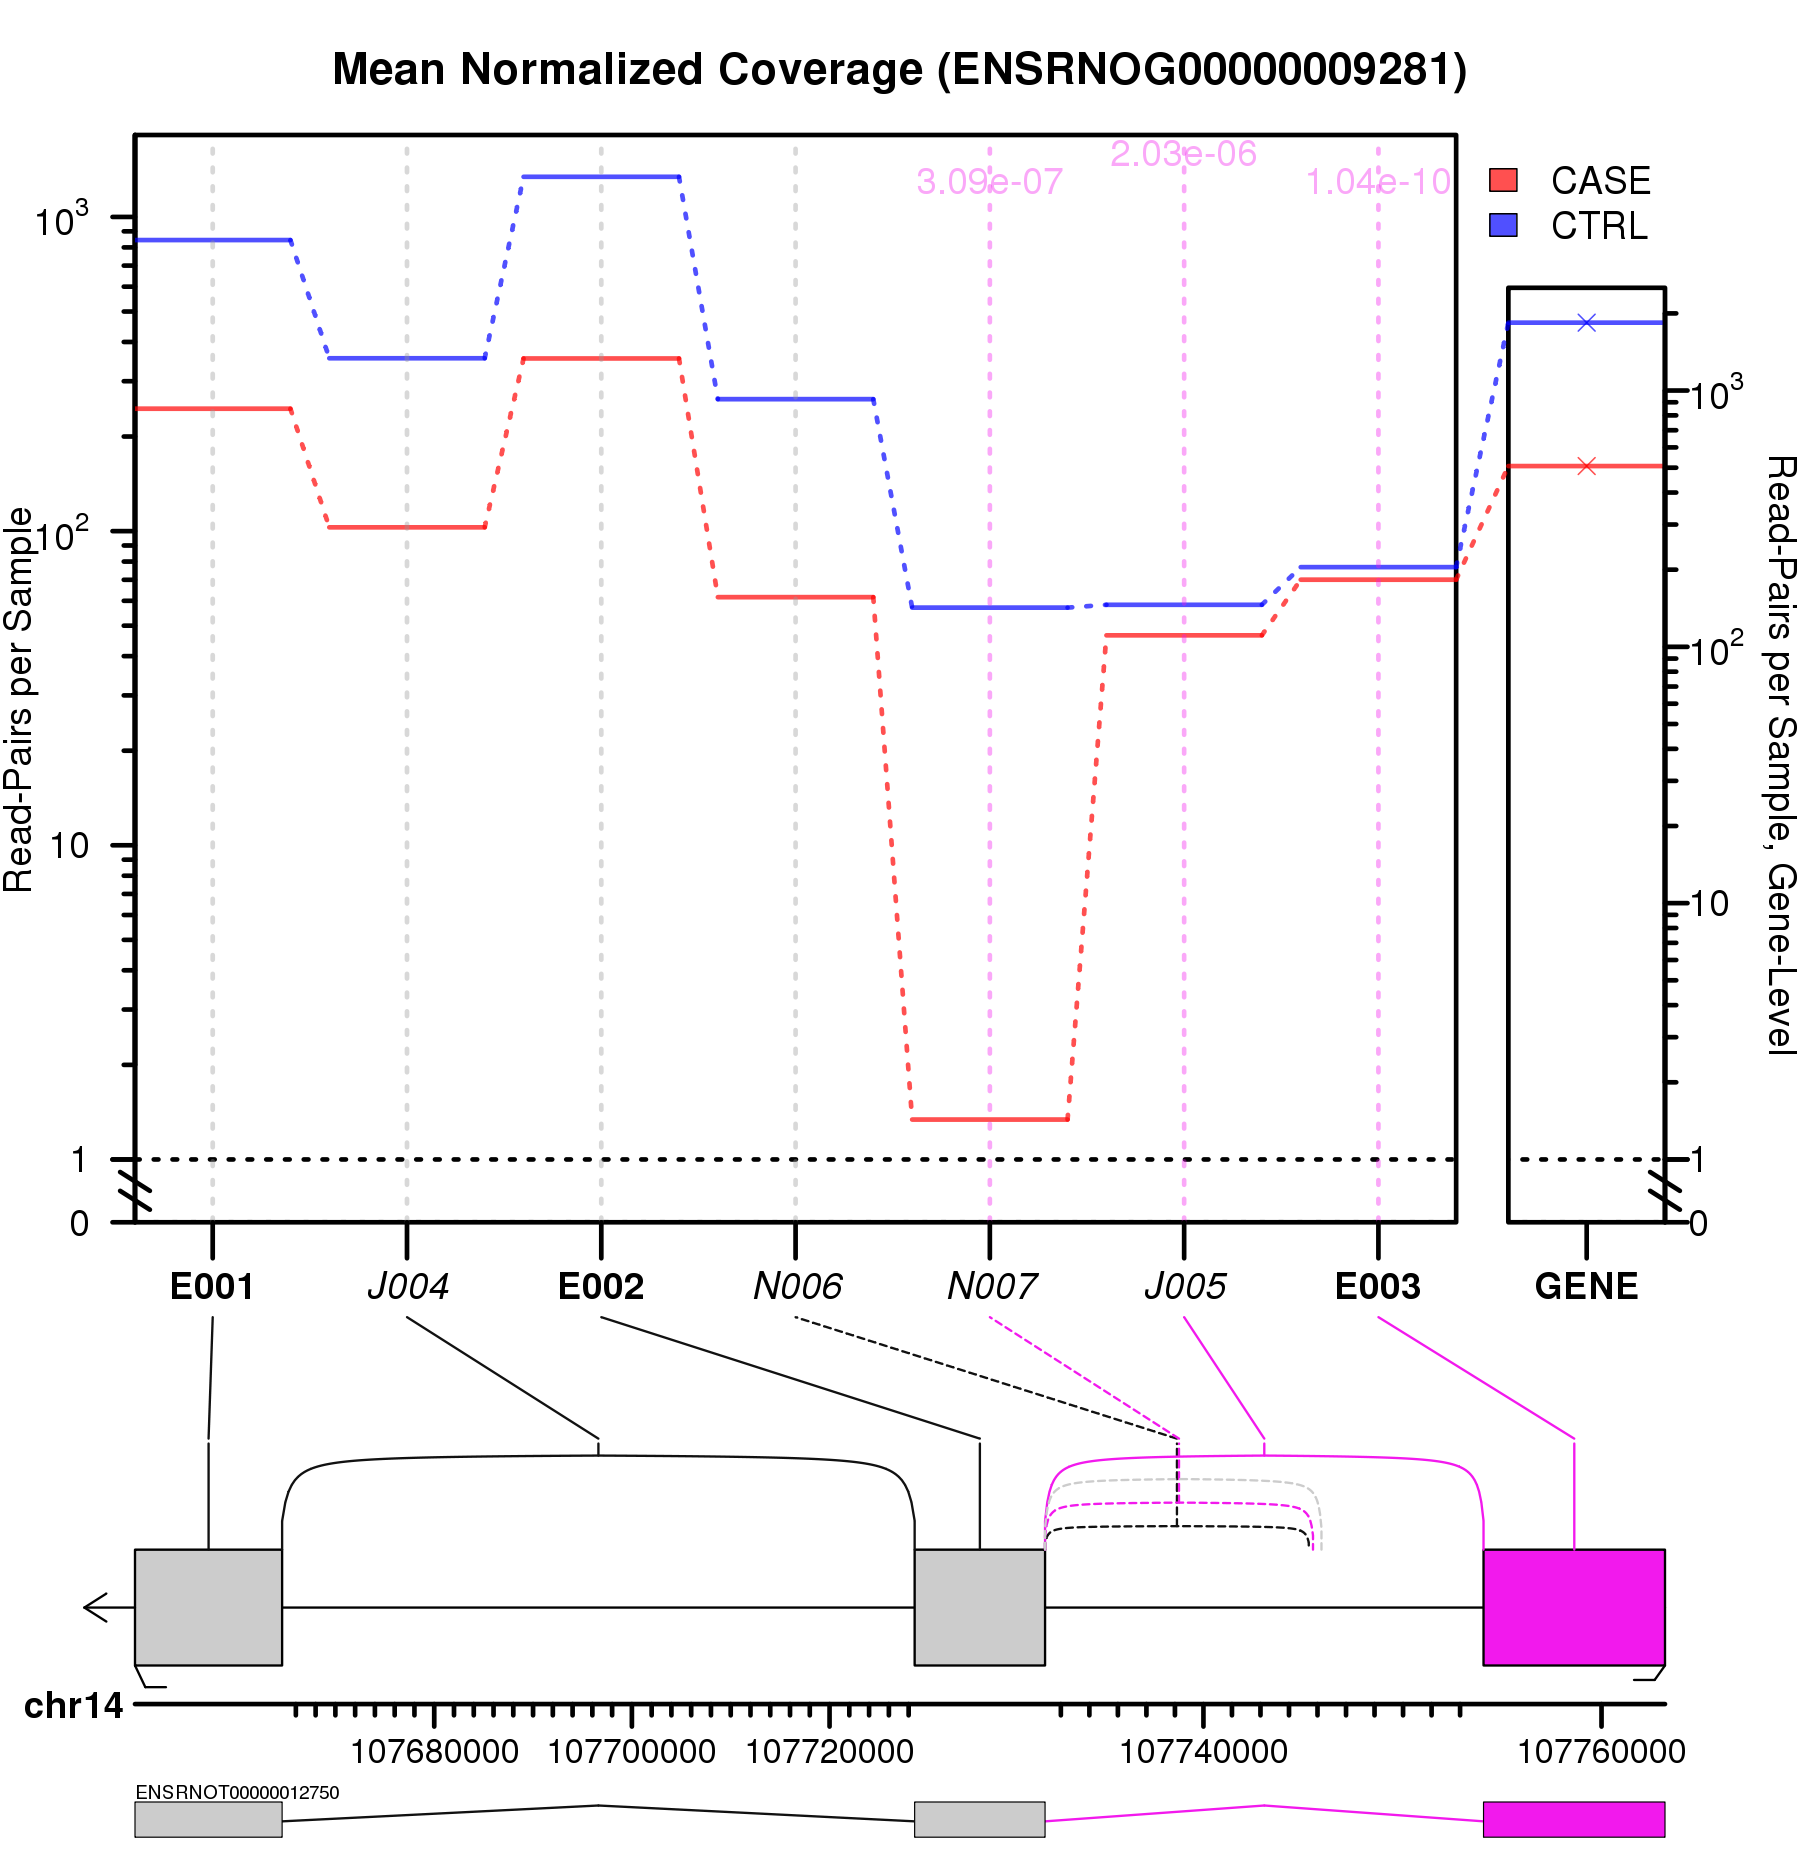 Mean Normalized Coverage (ENSRNOG00000009281)
3.09e-07
2.03e-06
1.04e-10
CASE
CTRL
Read-Pairs per Sample
10³
10²
10
1
0
10³
10²
10
1
0
Read-Pairs per Sample, Gene-Level
E001 J004 E002 N006 N007 J005 E003 GENE
chr14
107680000 107700000 107720000 107740000 107760000
ENSRNOT00000012750